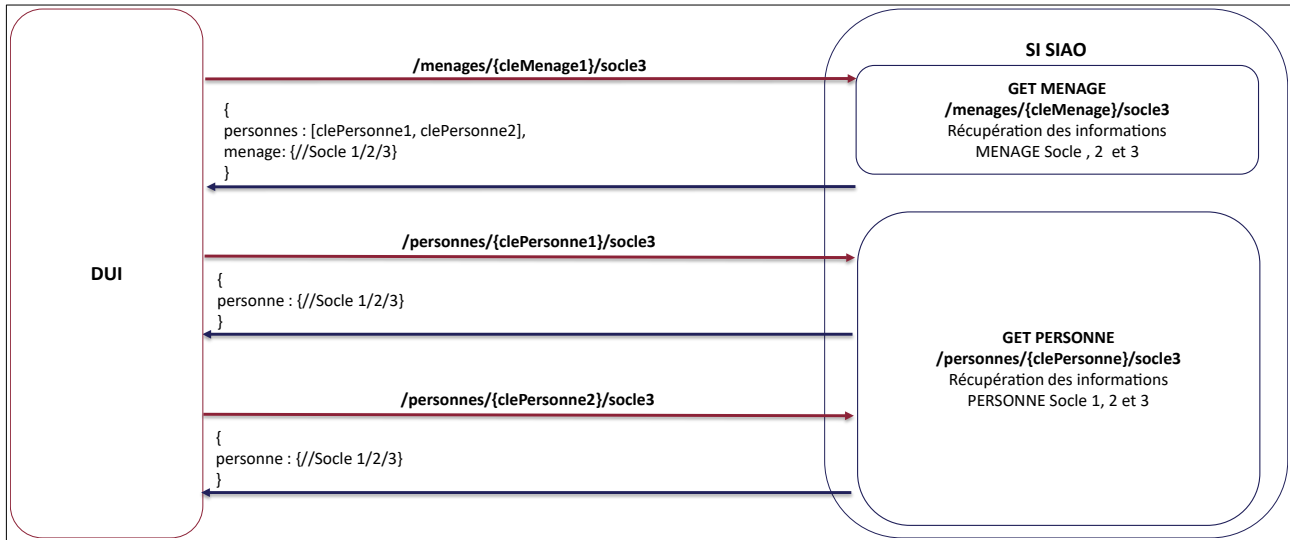 DUI
/menages/{cleMenage1}/socle3
{
personnes : [clePersonne1, clePersonne2],
menage: {//Socle 1/2/3}
}
/personnes/{clePersonne1}/socle3
{
personne : {//Socle 1/2/3}
}
/personnes/{clePersonne2}/socle3
{
personne : {//Socle 1/2/3}
}
SI SIAO
GET MENAGE
/menages/{cleMenage}/socle3
Récupération des informations
MENAGE Socle , 2 et 3
GET PERSONNE
/personnes/{clePersonne}/socle3
Récupération des informations
PERSONNE Socle 1, 2 et 3